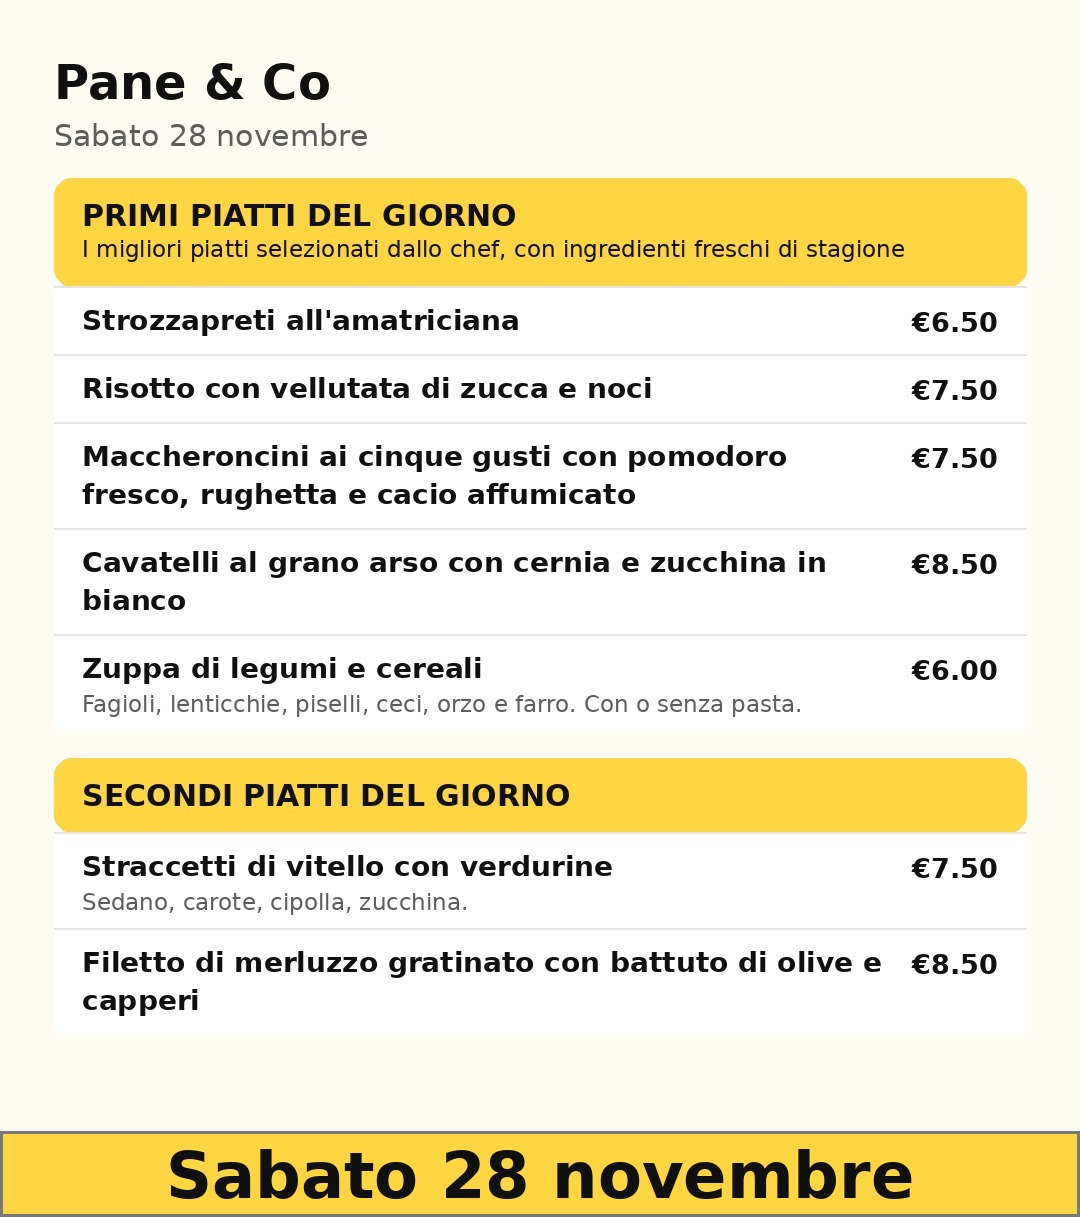 Pane & Co
Sabato 28 novembre
PRIMI PIATTI DEL GIORNO
I migliori piatti selezionati dallo chef, con ingredienti freschi di stagione
Strozzapreti all'amatriciana €6.50
Risotto con vellutata di zucca e noci €7.50
Maccheroncini ai cinque gusti con pomodoro €7.50
fresco, rughetta e cacio affumicato
Cavatelli al grano arso con cernia e zucchina in €8.50
bianco
Zuppa di legumi e cereali €6.00
Fagioli, lenticchie, piselli, ceci, orzo e farro. Con o senza pasta.
SECONDI PIATTI DEL GIORNO
Straccetti di vitello con verdurine €7.50
Sedano, carote, cipolla, zucchina.
Filetto di merluzzo gratinato con battuto di olive e €8.50
capperi
Sabato 28 novembre